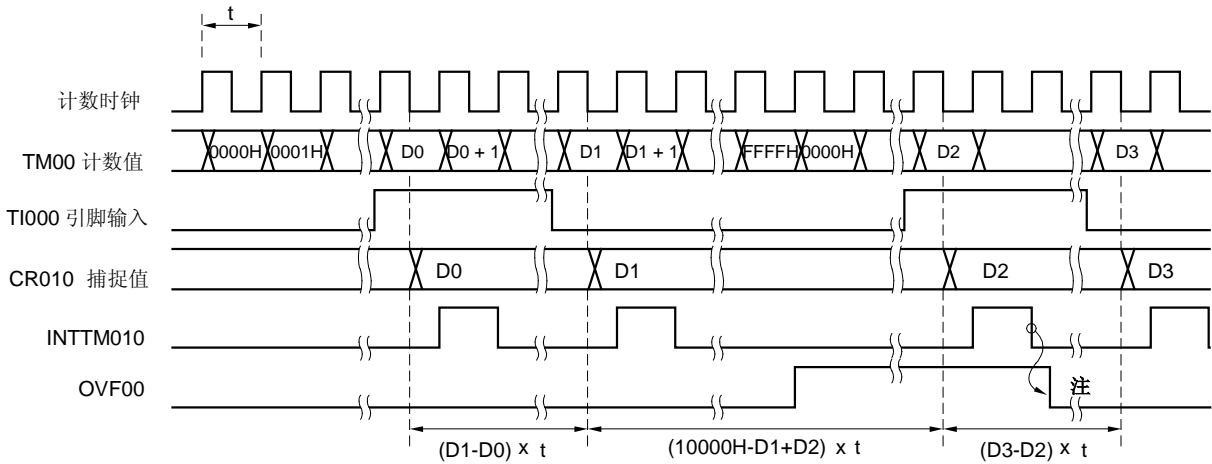 t
计数时钟
TM00 计数值
0000H 0001H D0 D0 + 1 D1 D1 + 1 FFFFH 0000H D2 D3
TI000 引脚输入
CR010 捕捉值
D0 D1 D2 D3
INTTM010
OVF00
注
(D1-D0) x t (10000H-D1+D2) x t (D3-D2) x t